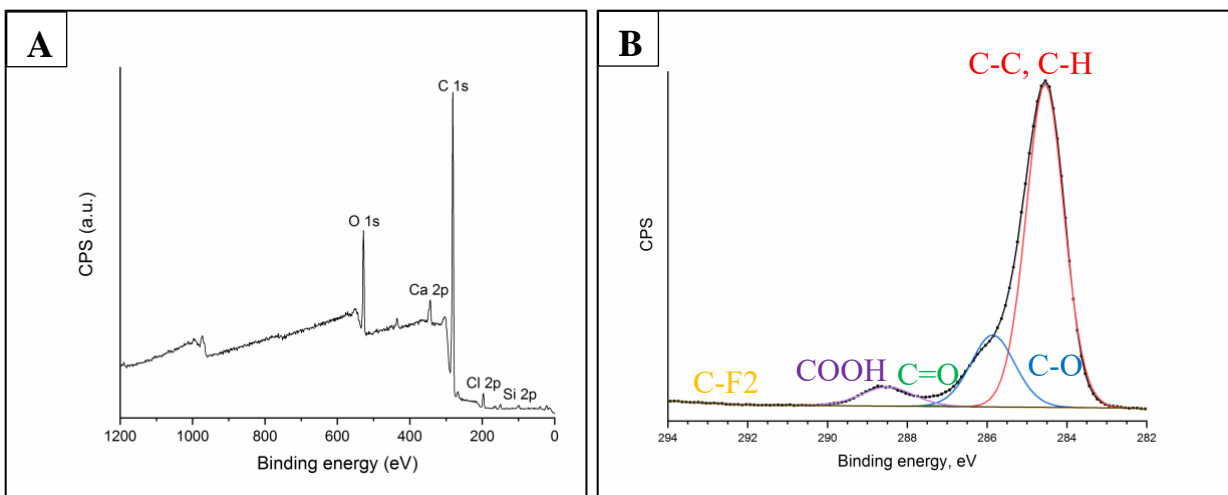 A
C 1s
O 1s
Ca 2p
Cl 2p
Si 2p
CPS (a.u.)
1200 1000 800 600 400 200 0
Binding energy (eV)
B
C-C, C-H
C-F2
COOH
C=O
C-O
CPS
294 292 290 288 286 284 282
Binding energy, eV